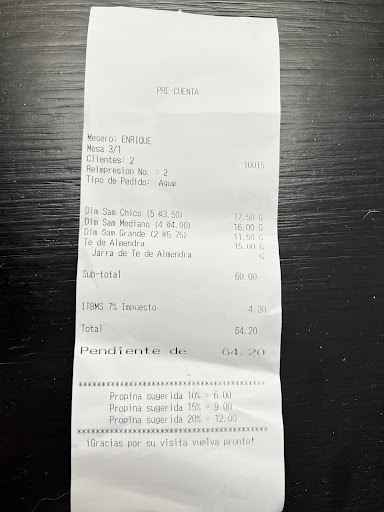 PRE-CUENTA
Mesero: ENRIQUE
Mesa 3/1
Clientes: 2 10015
Reimpresion No. : 2
Tipo de Pedido: Aquí
Dim Sam Chico (5 @3.50) 17.50 G
Dim Sam Mediano (4 @4.00) 16.00 G
Dim Sam Grande (2 @5.75) 11.50 G
Te de Almendra 15.00 G
Jarra de Te de Almendra G
Sub-total 60.00
ITBMS 7% Impuesto 4.20
Total 64.20
Pendiente de 64.20
****************************************
Propina sugerida 10% = 6.00
Propina sugerida 15% = 9.00
Propina sugerida 20% = 12.00
****************************************
¡Gracias por su visita vuelva pronto!